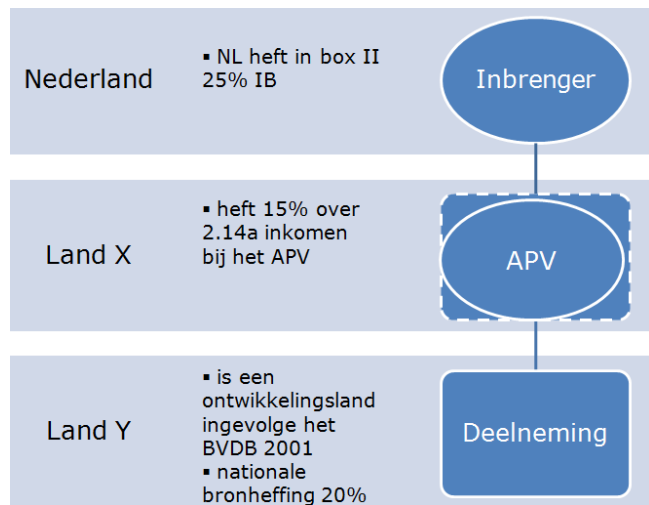 Nederland
▪ NL heft in box II
25% IB
Inbrenger
Land X
▪ heft 15% over
2.14a inkomen
bij het APV
APV
Land Y
▪ is een
ontwikkelingsland
ingevolge het
BVDB 2001
▪ nationale
bronheffing 20%
Deelneming